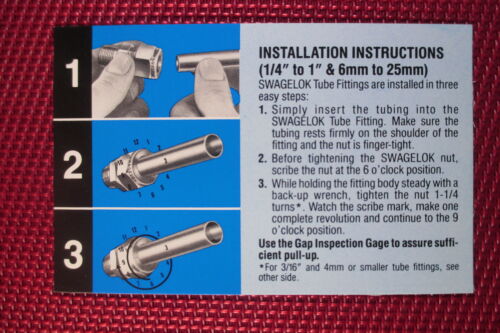 1
2
3
INSTALLATION INSTRUCTIONS
(1/4" to 1" & 6mm to 25mm)
SWAGELOK Tube Fittings are installed in three
easy steps:
1. Simply insert the tubing into the
SWAGELOK Tube Fitting. Make sure the
tubing rests firmly on the shoulder of
the fitting and the nut is finger-tight.
2. Before tightening the SWAGELOK nut,
scribe the nut at the 6 o'clock position.
3. While holding the fitting body steady with a
back-up wrench, tighten the nut 1-1/4
turns*. Watch the scribe mark, make one
complete revolution and continue to the 9
o'clock position.
Use the Gap Inspection Gage to assure suffi-
cient pull-up.
*For 3/16" and 4mm or smaller tube fittings, see
other side.